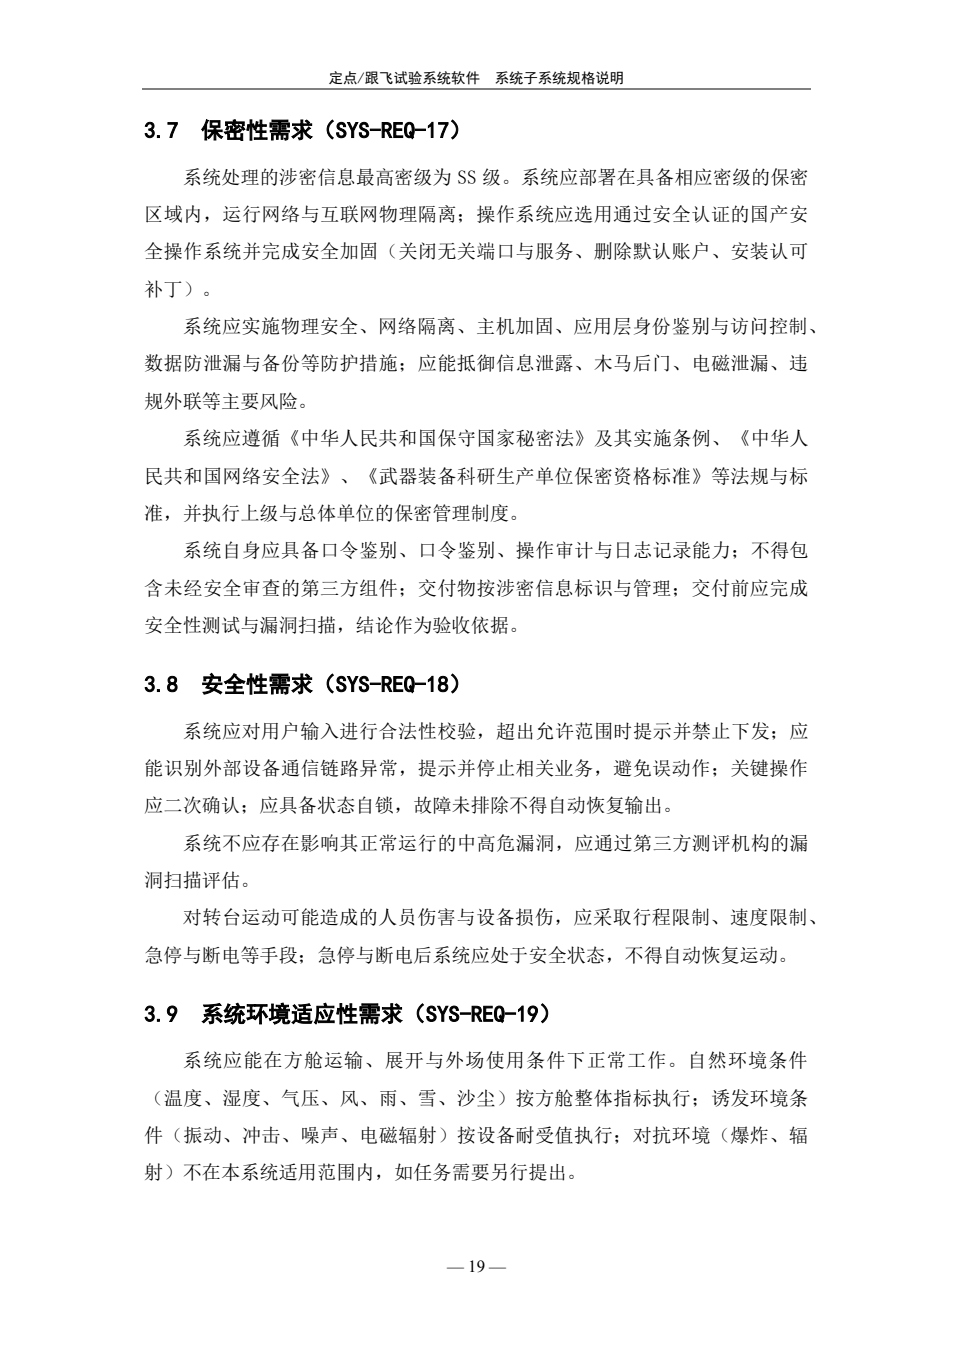 定点/跟飞试验系统软件　系统子系统规格说明
3.7　保密性需求（SYS-REQ-17）
系统处理的涉密信息最高密级为 SS 级。系统应部署在具备相应密级的保密
区域内，运行网络与互联网物理隔离；操作系统应选用通过安全认证的国产安
全操作系统并完成安全加固（关闭无关端口与服务、删除默认账户、安装认可
补丁）。
系统应实施物理安全、网络隔离、主机加固、应用层身份鉴别与访问控制、
数据防泄漏与备份等防护措施；应能抵御信息泄露、木马后门、电磁泄漏、违
规外联等主要风险。
系统应遵循《中华人民共和国保守国家秘密法》及其实施条例、《中华人
民共和国网络安全法》、《武器装备科研生产单位保密资格标准》等法规与标
准，并执行上级与总体单位的保密管理制度。
系统自身应具备口令鉴别、口令鉴别、操作审计与日志记录能力；不得包
含未经安全审查的第三方组件；交付物按涉密信息标识与管理；交付前应完成
安全性测试与漏洞扫描，结论作为验收依据。
3.8　安全性需求（SYS-REQ-18）
系统应对用户输入进行合法性校验，超出允许范围时提示并禁止下发；应
能识别外部设备通信链路异常，提示并停止相关业务，避免误动作；关键操作
应二次确认；应具备状态自锁，故障未排除不得自动恢复输出。
系统不应存在影响其正常运行的中高危漏洞，应通过第三方测评机构的漏
洞扫描评估。
对转台运动可能造成的人员伤害与设备损伤，应采取行程限制、速度限制、
急停与断电等手段；急停与断电后系统应处于安全状态，不得自动恢复运动。
3.9　系统环境适应性需求（SYS-REQ-19）
系统应能在方舱运输、展开与外场使用条件下正常工作。自然环境条件
（温度、湿度、气压、风、雨、雪、沙尘）按方舱整体指标执行；诱发环境条
件（振动、冲击、噪声、电磁辐射）按设备耐受值执行；对抗环境（爆炸、辐
射）不在本系统适用范围内，如任务需要另行提出。
— 19 —